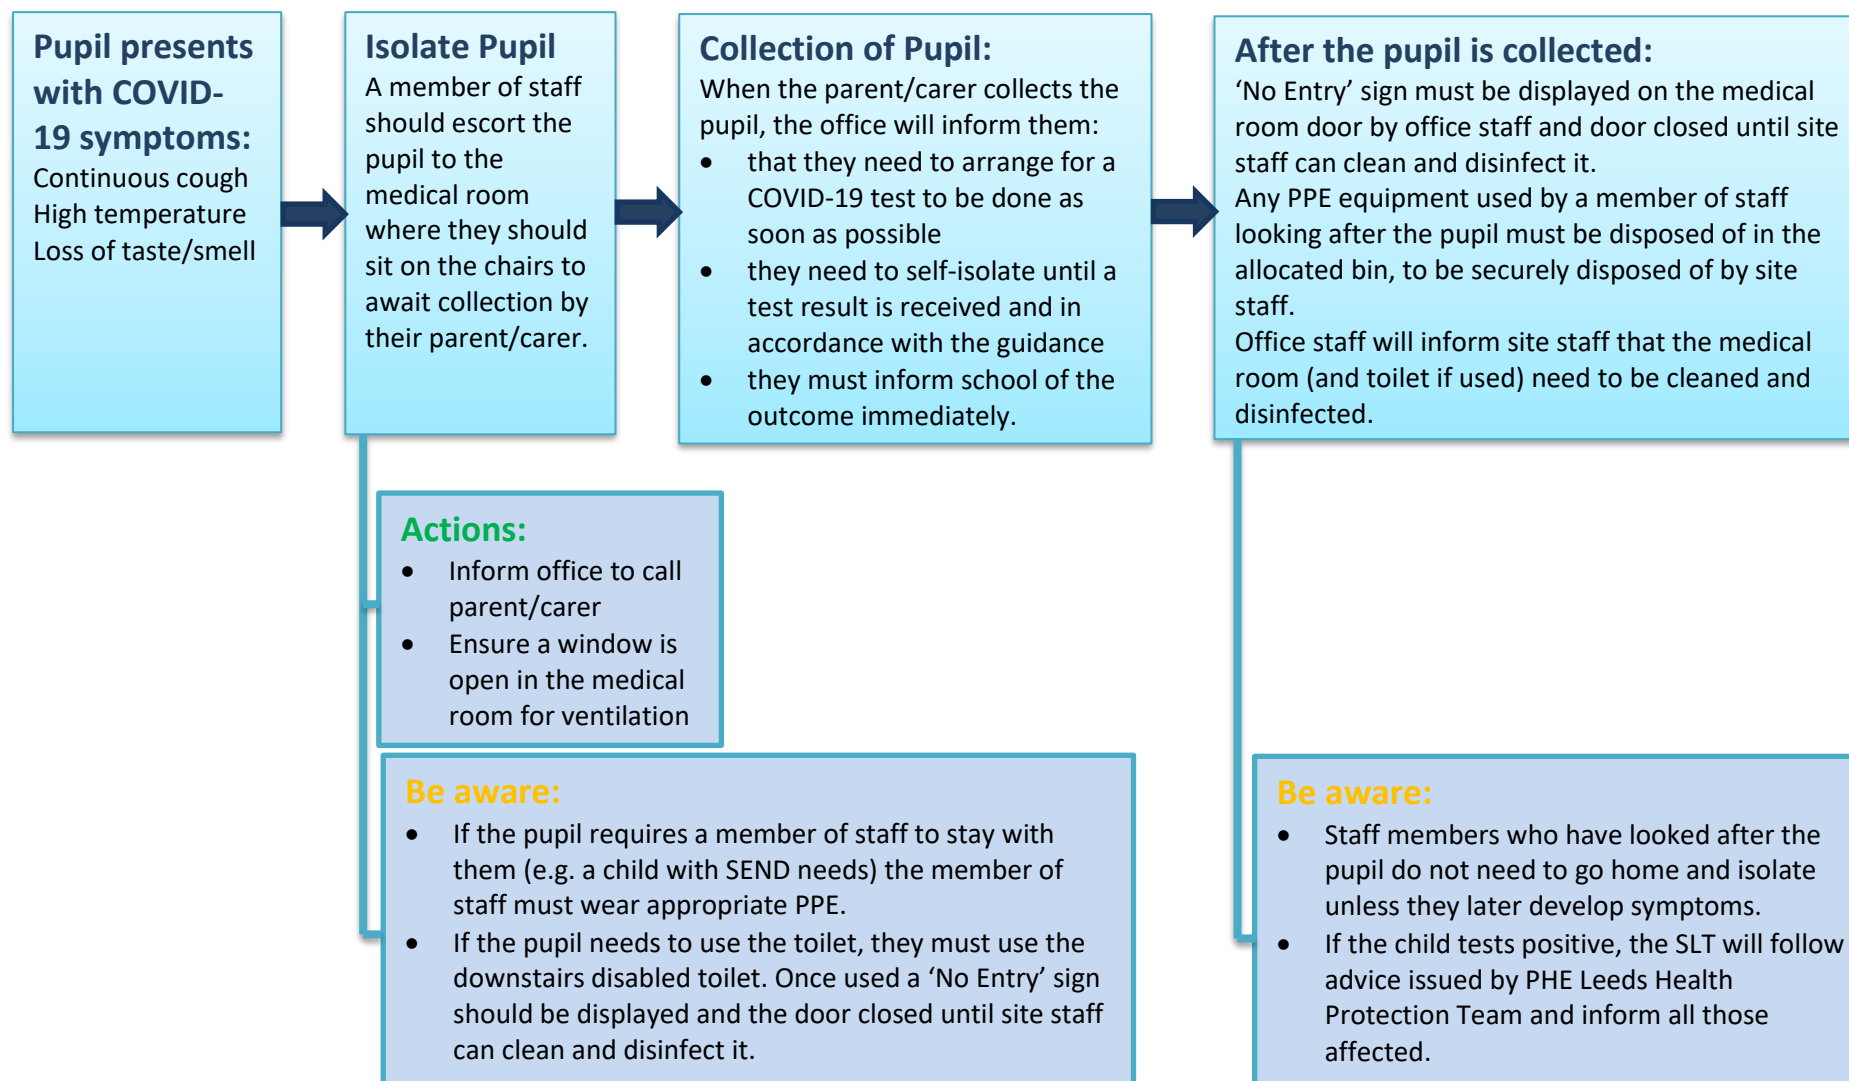 Pupil presents
with COVID-
19 symptoms:
Continuous cough
High temperature
Loss of taste/smell
Isolate Pupil
A member of staff
should escort the
pupil to the
medical room
where they should
sit on the chairs to
await collection by
their parent/carer.
Collection of Pupil:
When the parent/carer collects the
pupil, the office will inform them:
• that they need to arrange for a
COVID-19 test to be done as
soon as possible
• they need to self-isolate until a
test result is received and in
accordance with the guidance
• they must inform school of the
outcome immediately.
After the pupil is collected:
‘No Entry’ sign must be displayed on the medical
room door by office staff and door closed until site
staff can clean and disinfect it.
Any PPE equipment used by a member of staff
looking after the pupil must be disposed of in the
allocated bin, to be securely disposed of by site
staff.
Office staff will inform site staff that the medical
room (and toilet if used) need to be cleaned and
disinfected.
Actions:
• Inform office to call
parent/carer
• Ensure a window is
open in the medical
room for ventilation
Be aware:
• If the pupil requires a member of staff to stay with
them (e.g. a child with SEND needs) the member of
staff must wear appropriate PPE.
• If the pupil needs to use the toilet, they must use the
downstairs disabled toilet. Once used a ‘No Entry’ sign
should be displayed and the door closed until site staff
can clean and disinfect it.
Be aware:
• Staff members who have looked after the
pupil do not need to go home and isolate
unless they later develop symptoms.
• If the child tests positive, the SLT will follow
advice issued by PHE Leeds Health
Protection Team and inform all those
affected.